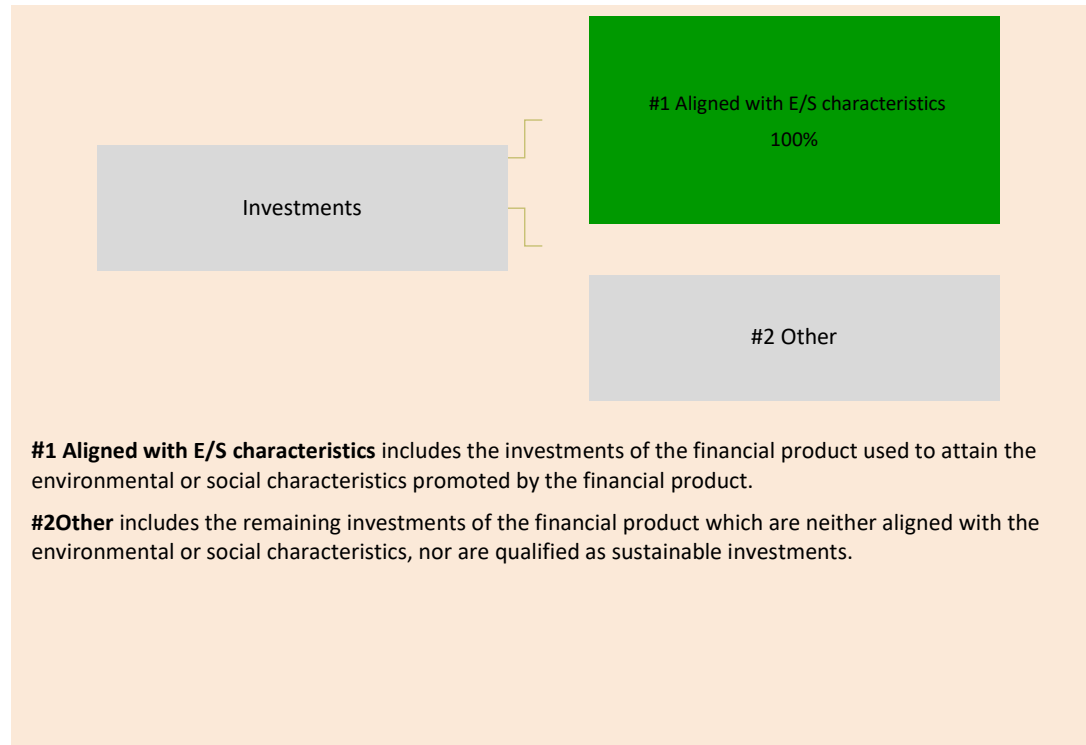 #1 Aligned with E/S characteristics
100%
Investments
#2 Other
#1 Aligned with E/S characteristics includes the investments of the financial product used to attain the
environmental or social characteristics promoted by the financial product.
#2Other includes the remaining investments of the financial product which are neither aligned with the
environmental or social characteristics, nor are qualified as sustainable investments.